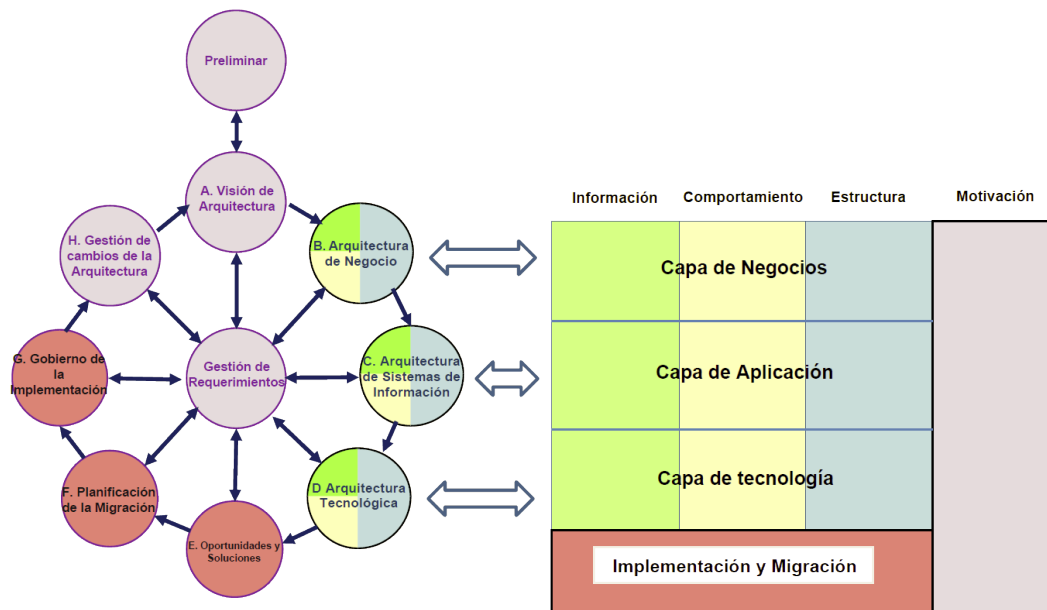 Preliminar
A. Visión de
Arquitectura
H. Gestión de
cambios de la
Arquitectura
B. Arquitectura
de Negocio
G. Gobierno de
la
Implementación
Gestión de
Requerimientos
C. Arquitectura
de Sistemas de
Información
F. Planificación
de la Migración
D Arquitectura
Tecnológica
E. Oportunidades y
Soluciones
Información
Comportamiento
Estructura
Motivación
Capa de Negocios
Capa de Aplicación
Capa de tecnología
Implementación y Migración